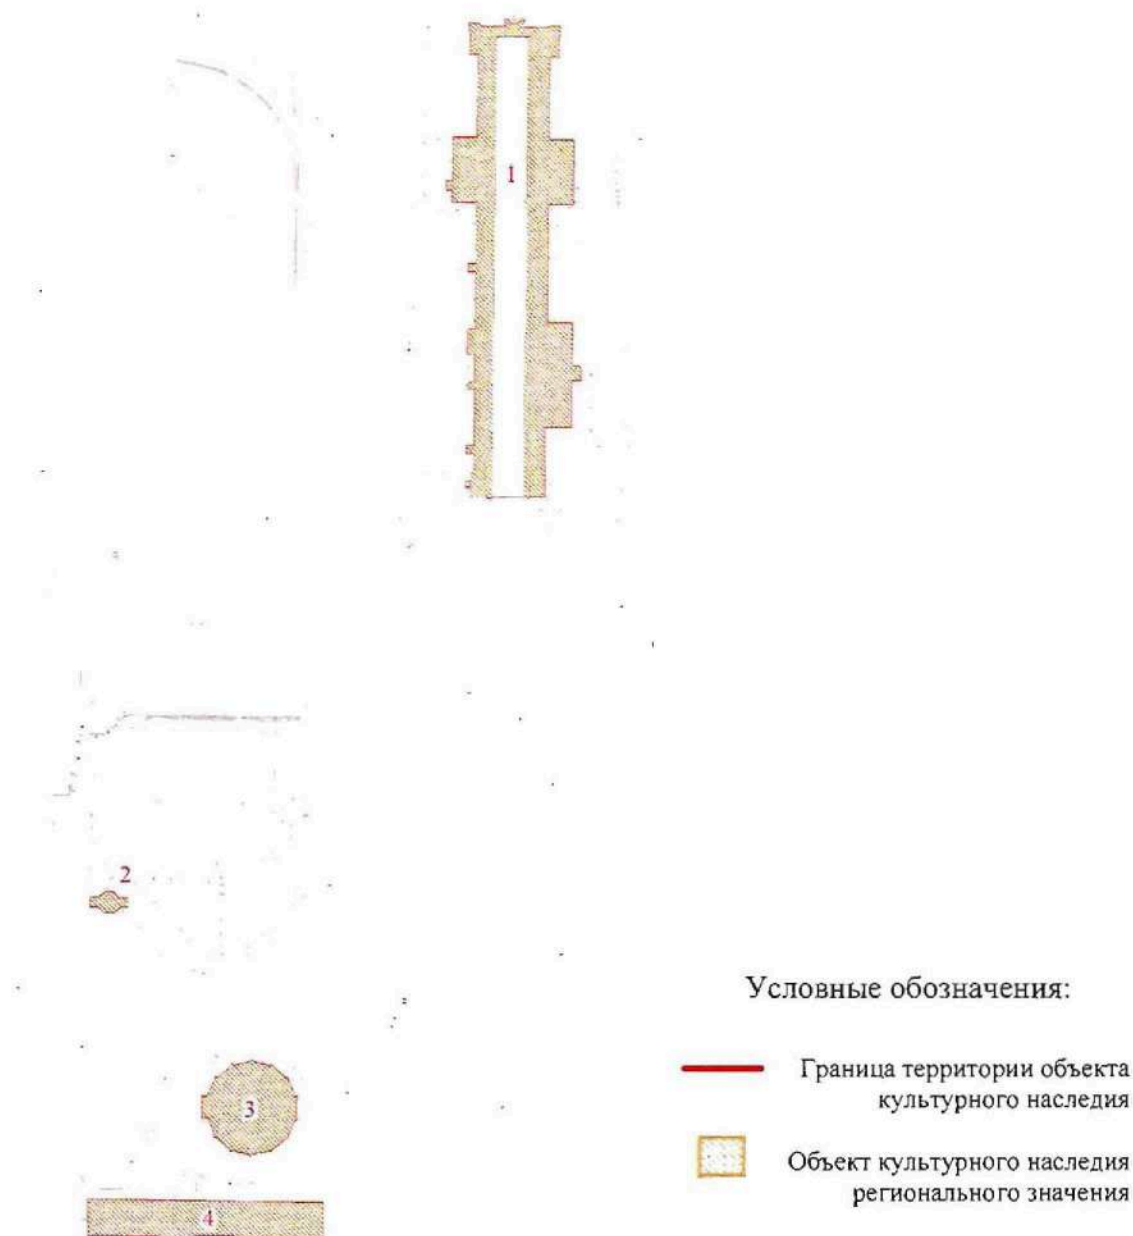 1
2
3
4
Условные обозначения:
Граница территории объекта
культурного наследия
Объект культурного наследия
регионального значения